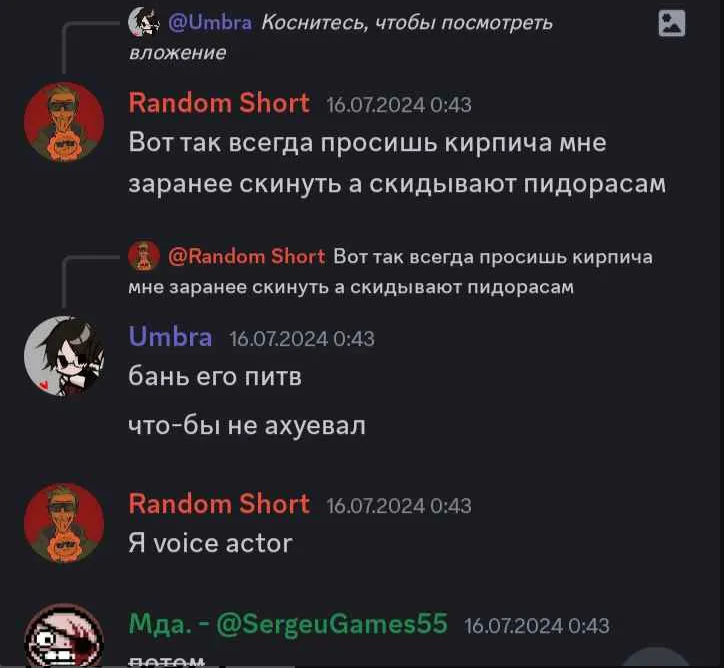 @Umbra Коснитесь, чтобы посмотреть
вложение
Random Short 16.07.2024 0:43
Вот так всегда просишь кирпича мне
заранее скинуть а скидывают пидорасам
@Random Short Вот так всегда просишь кирпича
мне заранее скинуть а скидывают пидорасам
Umbra 16.07.2024 0:43
бань его питв
что-бы не ахуевал
Random Short 16.07.2024 0:43
Я voice actor
Мда. - @SergeuGames55 16.07.2024 0:43
потом